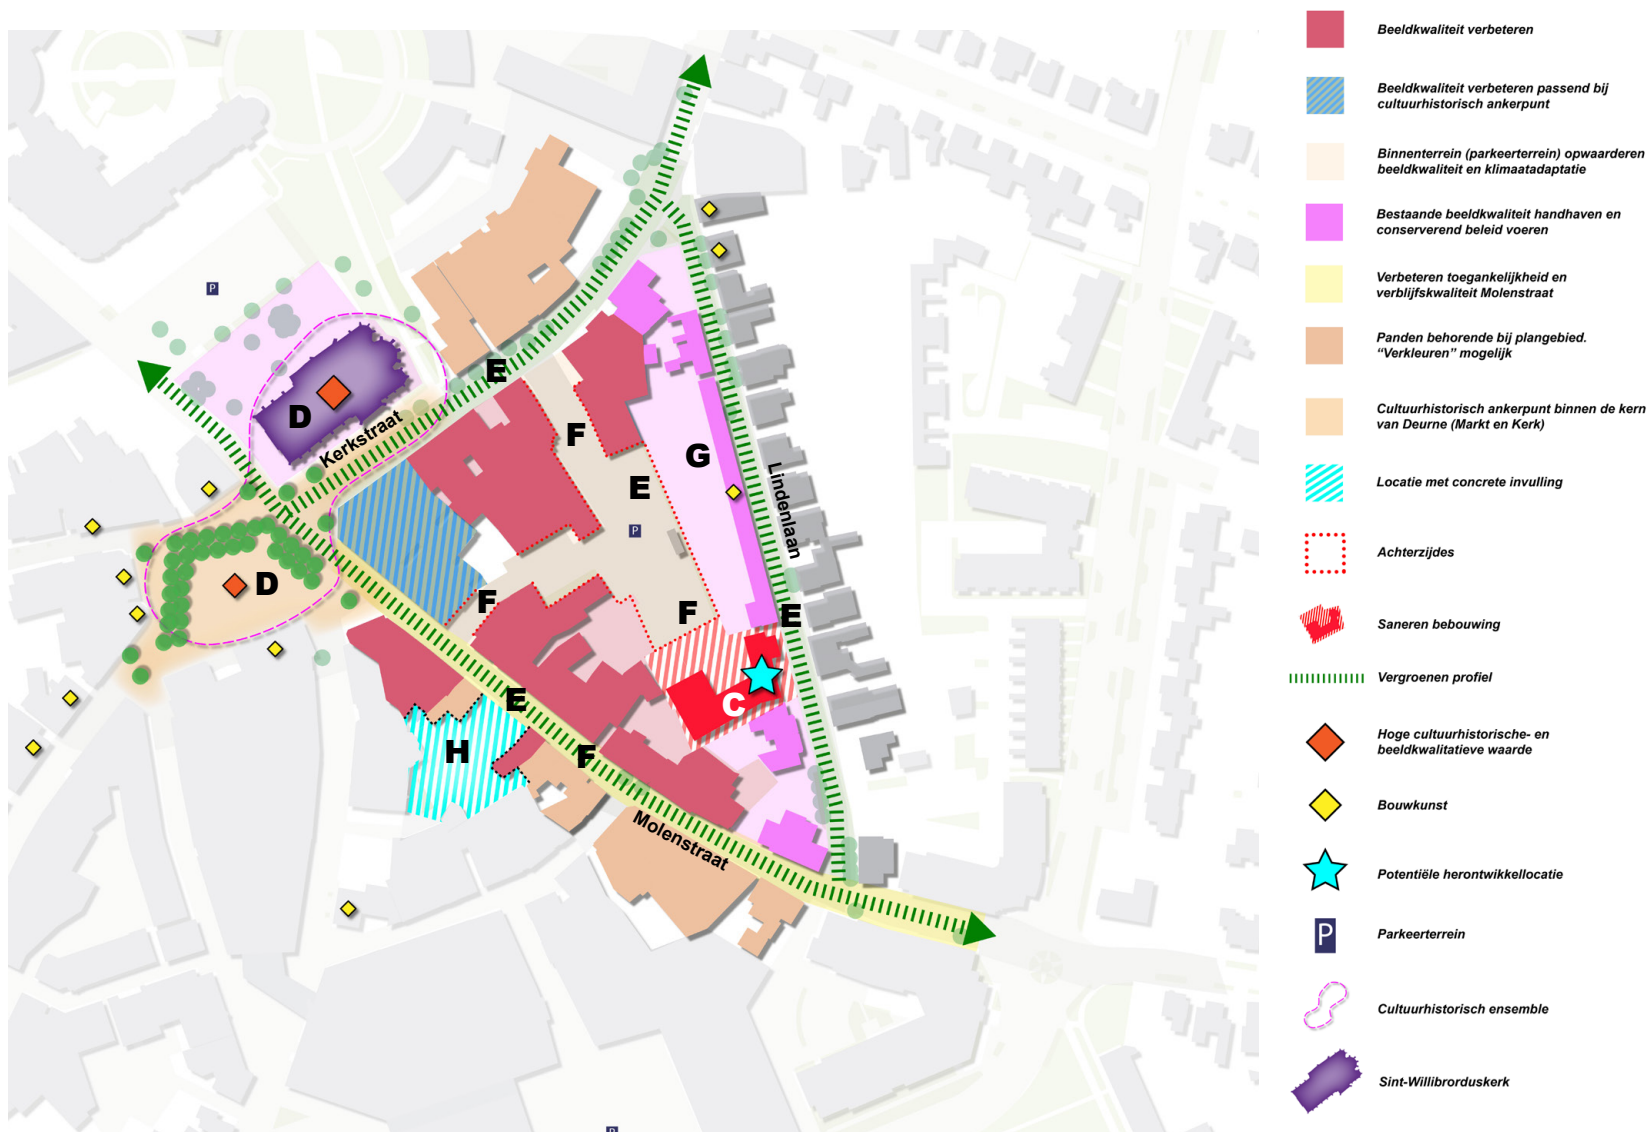 Beeldkwaliteit verbeteren
Beeldkwaliteit verbeteren passend bij
cultuurhistorisch ankerpunt
Binnenterrein (parkeerterrein) opwaarderen
beeldkwaliteit en klimaatadaptatie
Bestaande beeldkwaliteit handhaven en
conserverend beleid voeren
Verbeteren toegankelijkheid en
verblijfskwaliteit Molenstraat
Panden behorende bij plangebied.
“Verkleuren” mogelijk
Cultuurhistorisch ankerpunt binnen de kern
van Deurne (Markt en Kerk)
Locatie met concrete invulling
Achterzijdes
Saneren bebouwing
Vergroenen profiel
Hoge cultuurhistorische- en
beeldkwalitatieve waarde
Bouwkunst
Potentiële herontwikkellocatie
P
Parkeerterrein
Cultuurhistorisch ensemble
Sint-Willibrorduskerk
P
E
D
Kerkstraat
F
G
E
Lindenlaan
P
D
F
F
E
E
C
H
F
Molenstraat
P